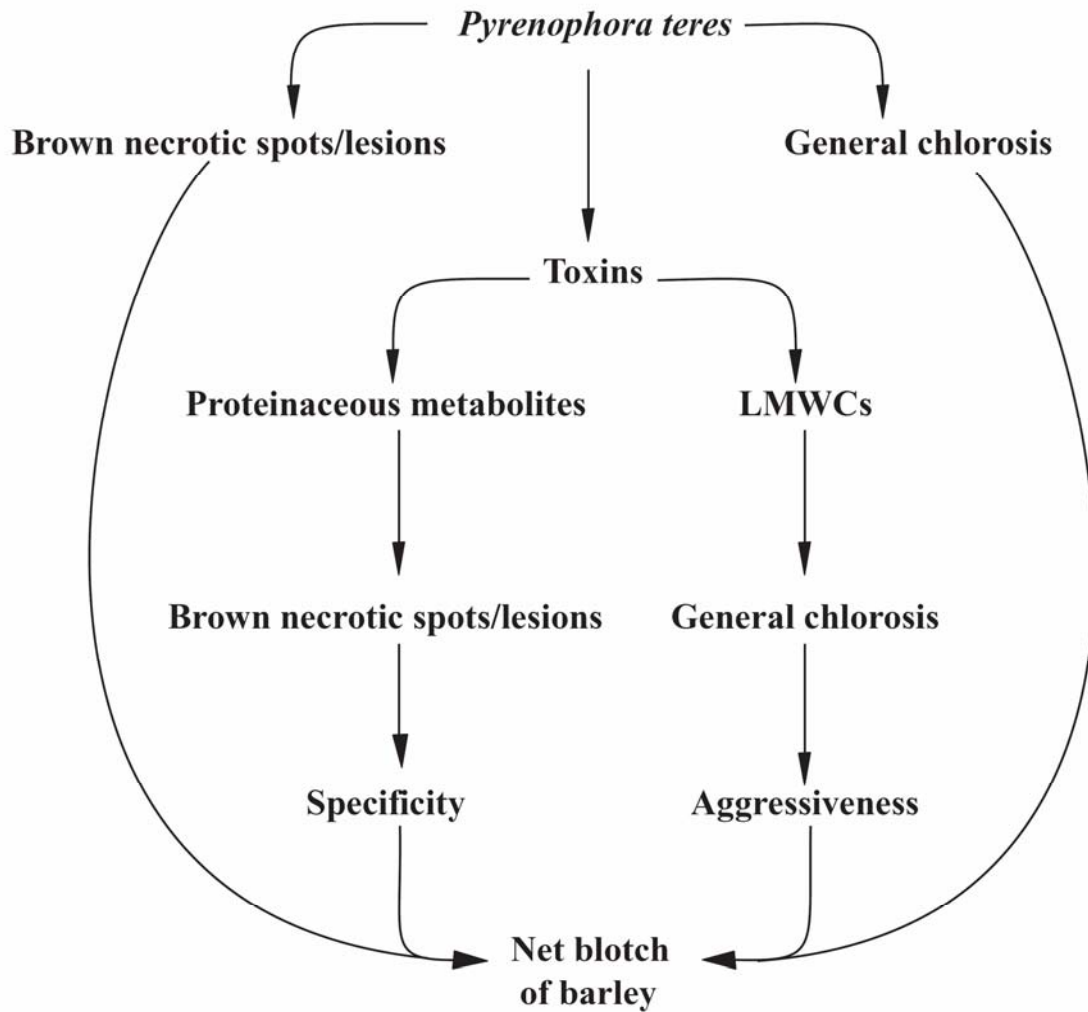 Pyrenophora teres
Brown necrotic spots/lesions
General chlorosis
Toxins
Proteinaceous metabolites
LMWCs
Brown necrotic spots/lesions
General chlorosis
Specificity
Aggressiveness
Net blotch
of barley